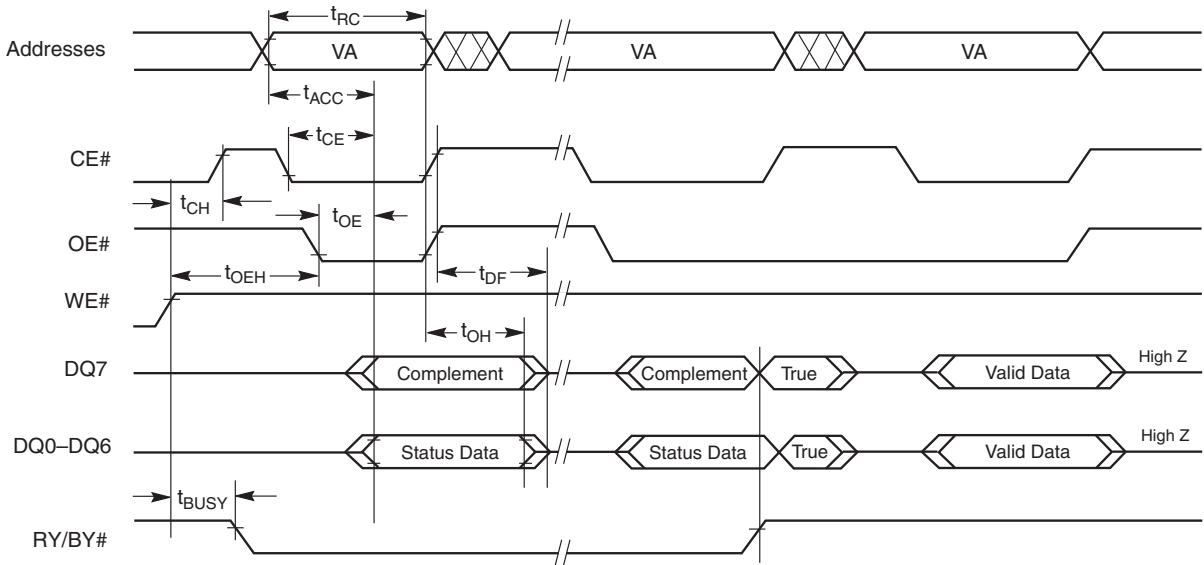 tRC
Addresses VA VA VA
tACC
tCE
CE#
tCH
tOE
OE#
tOEH tDF
WE#
tOH
DQ7 Complement Complement True Valid Data High Z
DQ0–DQ6 Status Data Status Data True Valid Data High Z
tBUSY
RY/BY#